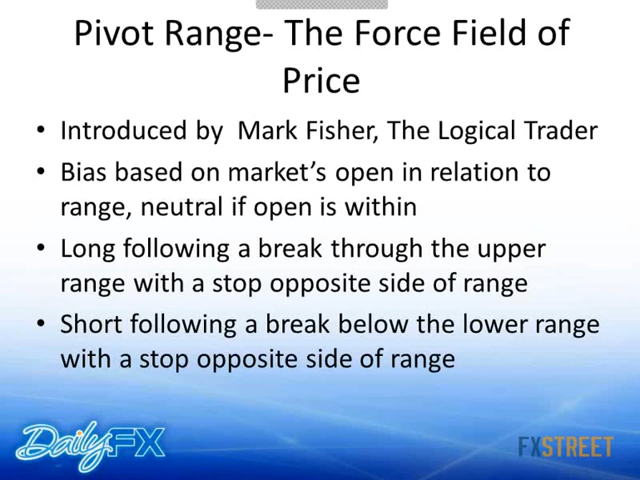 Pivot Range- The Force Field of
Price
• Introduced by  Mark Fisher, The Logical Trader
• Bias based on market’s open in relation to
range, neutral if open is within
• Long following a break through the upper
range with a stop opposite side of range
• Short following a break below the lower range
with a stop opposite side of range
DailyFX
FXSTREET